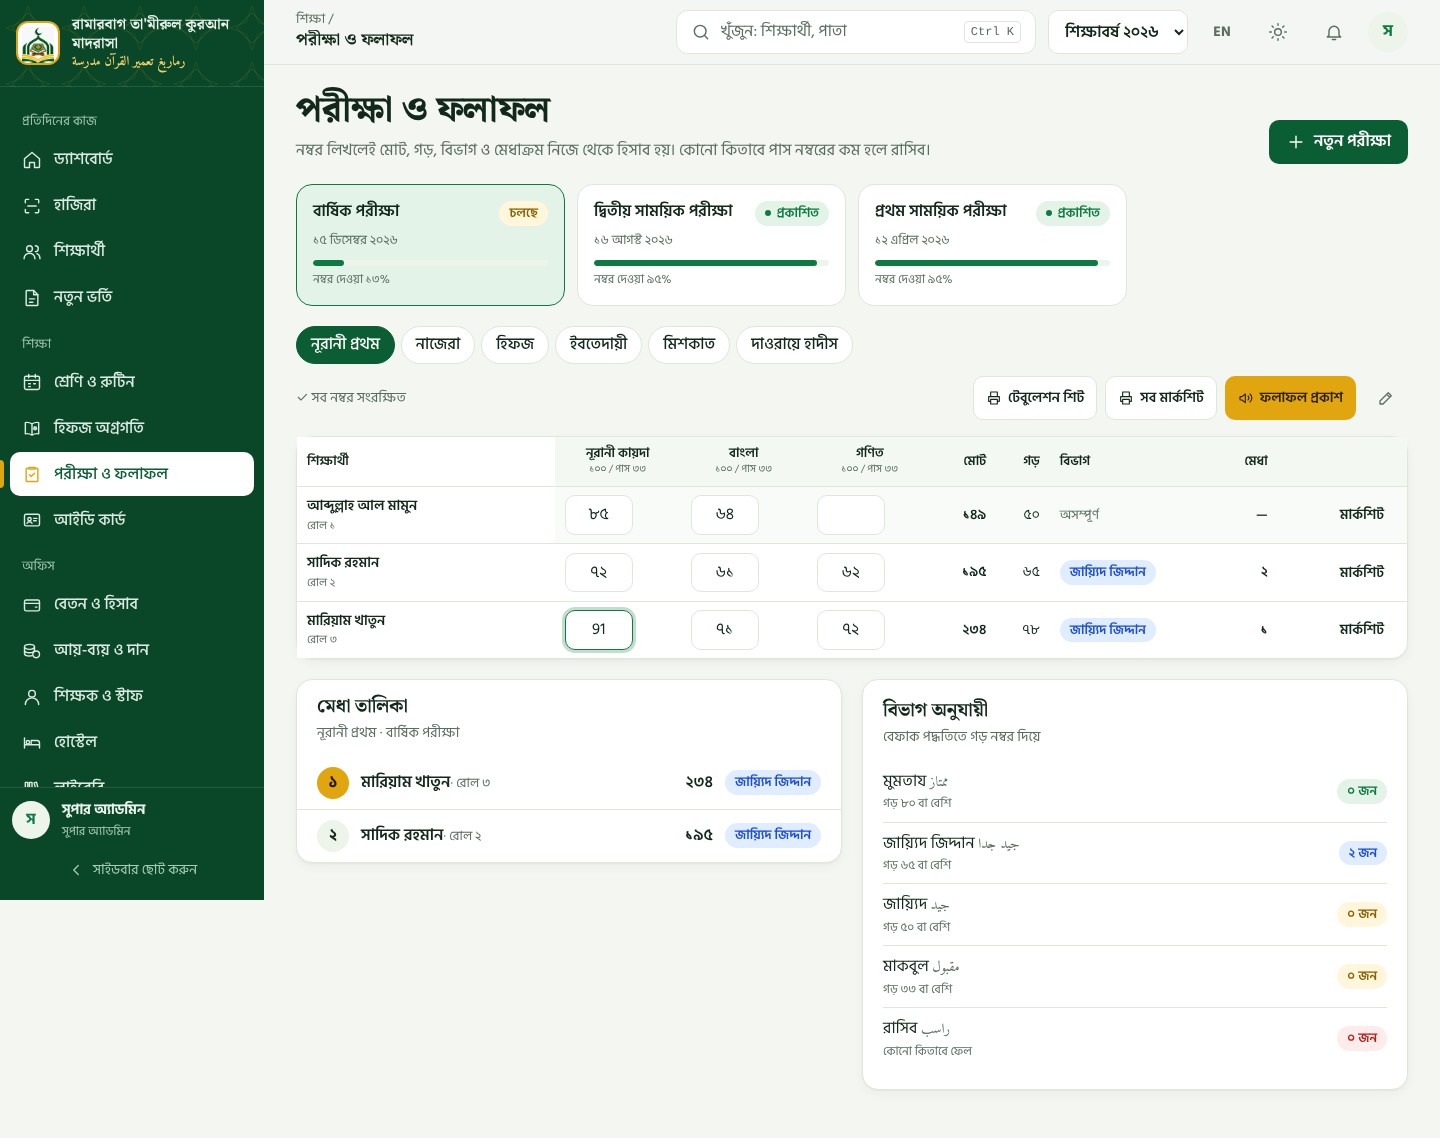 রামারবাগ তা'মীরুল কুরআন
মাদরাসা
رماربغ تعمير القرآن مدرسة
প্রতিদিনের কাজ
ড্যাশবোর্ড
হাজিরা
শিক্ষার্থী
নতুন ভর্তি
শিক্ষা
শ্রেণি ও রুটিন
হিফজ অগ্রগতি
পরীক্ষা ও ফলাফল
আইডি কার্ড
অফিস
বেতন ও হিসাব
আয়-ব্যয় ও দান
শিক্ষক ও স্টাফ
হোস্টেল
স সুপার অ্যাডমিন
সুপার অ্যাডমিন
সাইডবার ছোট করুন
শিক্ষা /
পরীক্ষা ও ফলাফল
খুঁজুন: শিক্ষার্থী, পাতা Ctrl K
শিক্ষাবর্ষ ২০২৬
EN
স
পরীক্ষা ও ফলাফল
নম্বর লিখলেই মোট, গড়, বিভাগ ও মেধাক্রম নিজে থেকে হিসাব হয়। কোনো কিতাবে পাস নম্বরের কম হলে রাসিব।
নতুন পরীক্ষা
বার্ষিক পরীক্ষা চলছে
১৫ ডিসেম্বর ২০২৬
নম্বর দেওয়া ১৩%
দ্বিতীয় সাময়িক পরীক্ষা প্রকাশিত
১৬ আগস্ট ২০২৬
নম্বর দেওয়া ৯৫%
প্রথম সাময়িক পরীক্ষা প্রকাশিত
১২ এপ্রিল ২০২৬
নম্বর দেওয়া ৯৫%
নূরানী প্রথম নাজেরা হিফজ ইবতেদায়ী মিশকাত দাওরায়ে হাদীস
সব নম্বর সংরক্ষিত
টেবুলেশন শিট সব মার্কশিট ফলাফল প্রকাশ
শিক্ষার্থী নূরানী কায়দা বাংলা গণিত মোট গড় বিভাগ মেধা
১০০ / পাস ৩৩ ১০০ / পাস ৩৩ ১০০ / পাস ৩৩
আব্দুল্লাহ আল মামুন ৮৫ ৬৪ ১৪৯ ৫০ অসম্পূর্ণ — মার্কশিট
রোল ১
সাদিক রহমান ৭২ ৬১ ৬২ ১৯৫ ৬৫ জায়্যিদ জিদ্দান ২ মার্কশিট
রোল ২
মারিয়াম খাতুন 91 ৭১ ৭২ ২৩৪ ৭৮ জায়্যিদ জিদ্দান ১ মার্কশিট
রোল ৩
মেধা তালিকা
নূরানী প্রথম · বার্ষিক পরীক্ষা
১ মারিয়াম খাতুন· রোল ৩ ২৩৪ জায়্যিদ জিদ্দান
২ সাদিক রহমান· রোল ২ ১৯৫ জায়্যিদ জিদ্দান
বিভাগ অনুযায়ী
বেফাক পদ্ধতিতে গড় নম্বর দিয়ে
মুমতায ممتاز ০ জন
গড় ৮০ বা বেশি
জায়্যিদ জিদ্দান جيد جدا ২ জন
গড় ৬৫ বা বেশি
জায়্যিদ جيد ০ জন
গড় ৫০ বা বেশি
মাকবুল مقبول ০ জন
গড় ৩৩ বা বেশি
রাসিব راسب ০ জন
কোনো কিতাবে ফেল